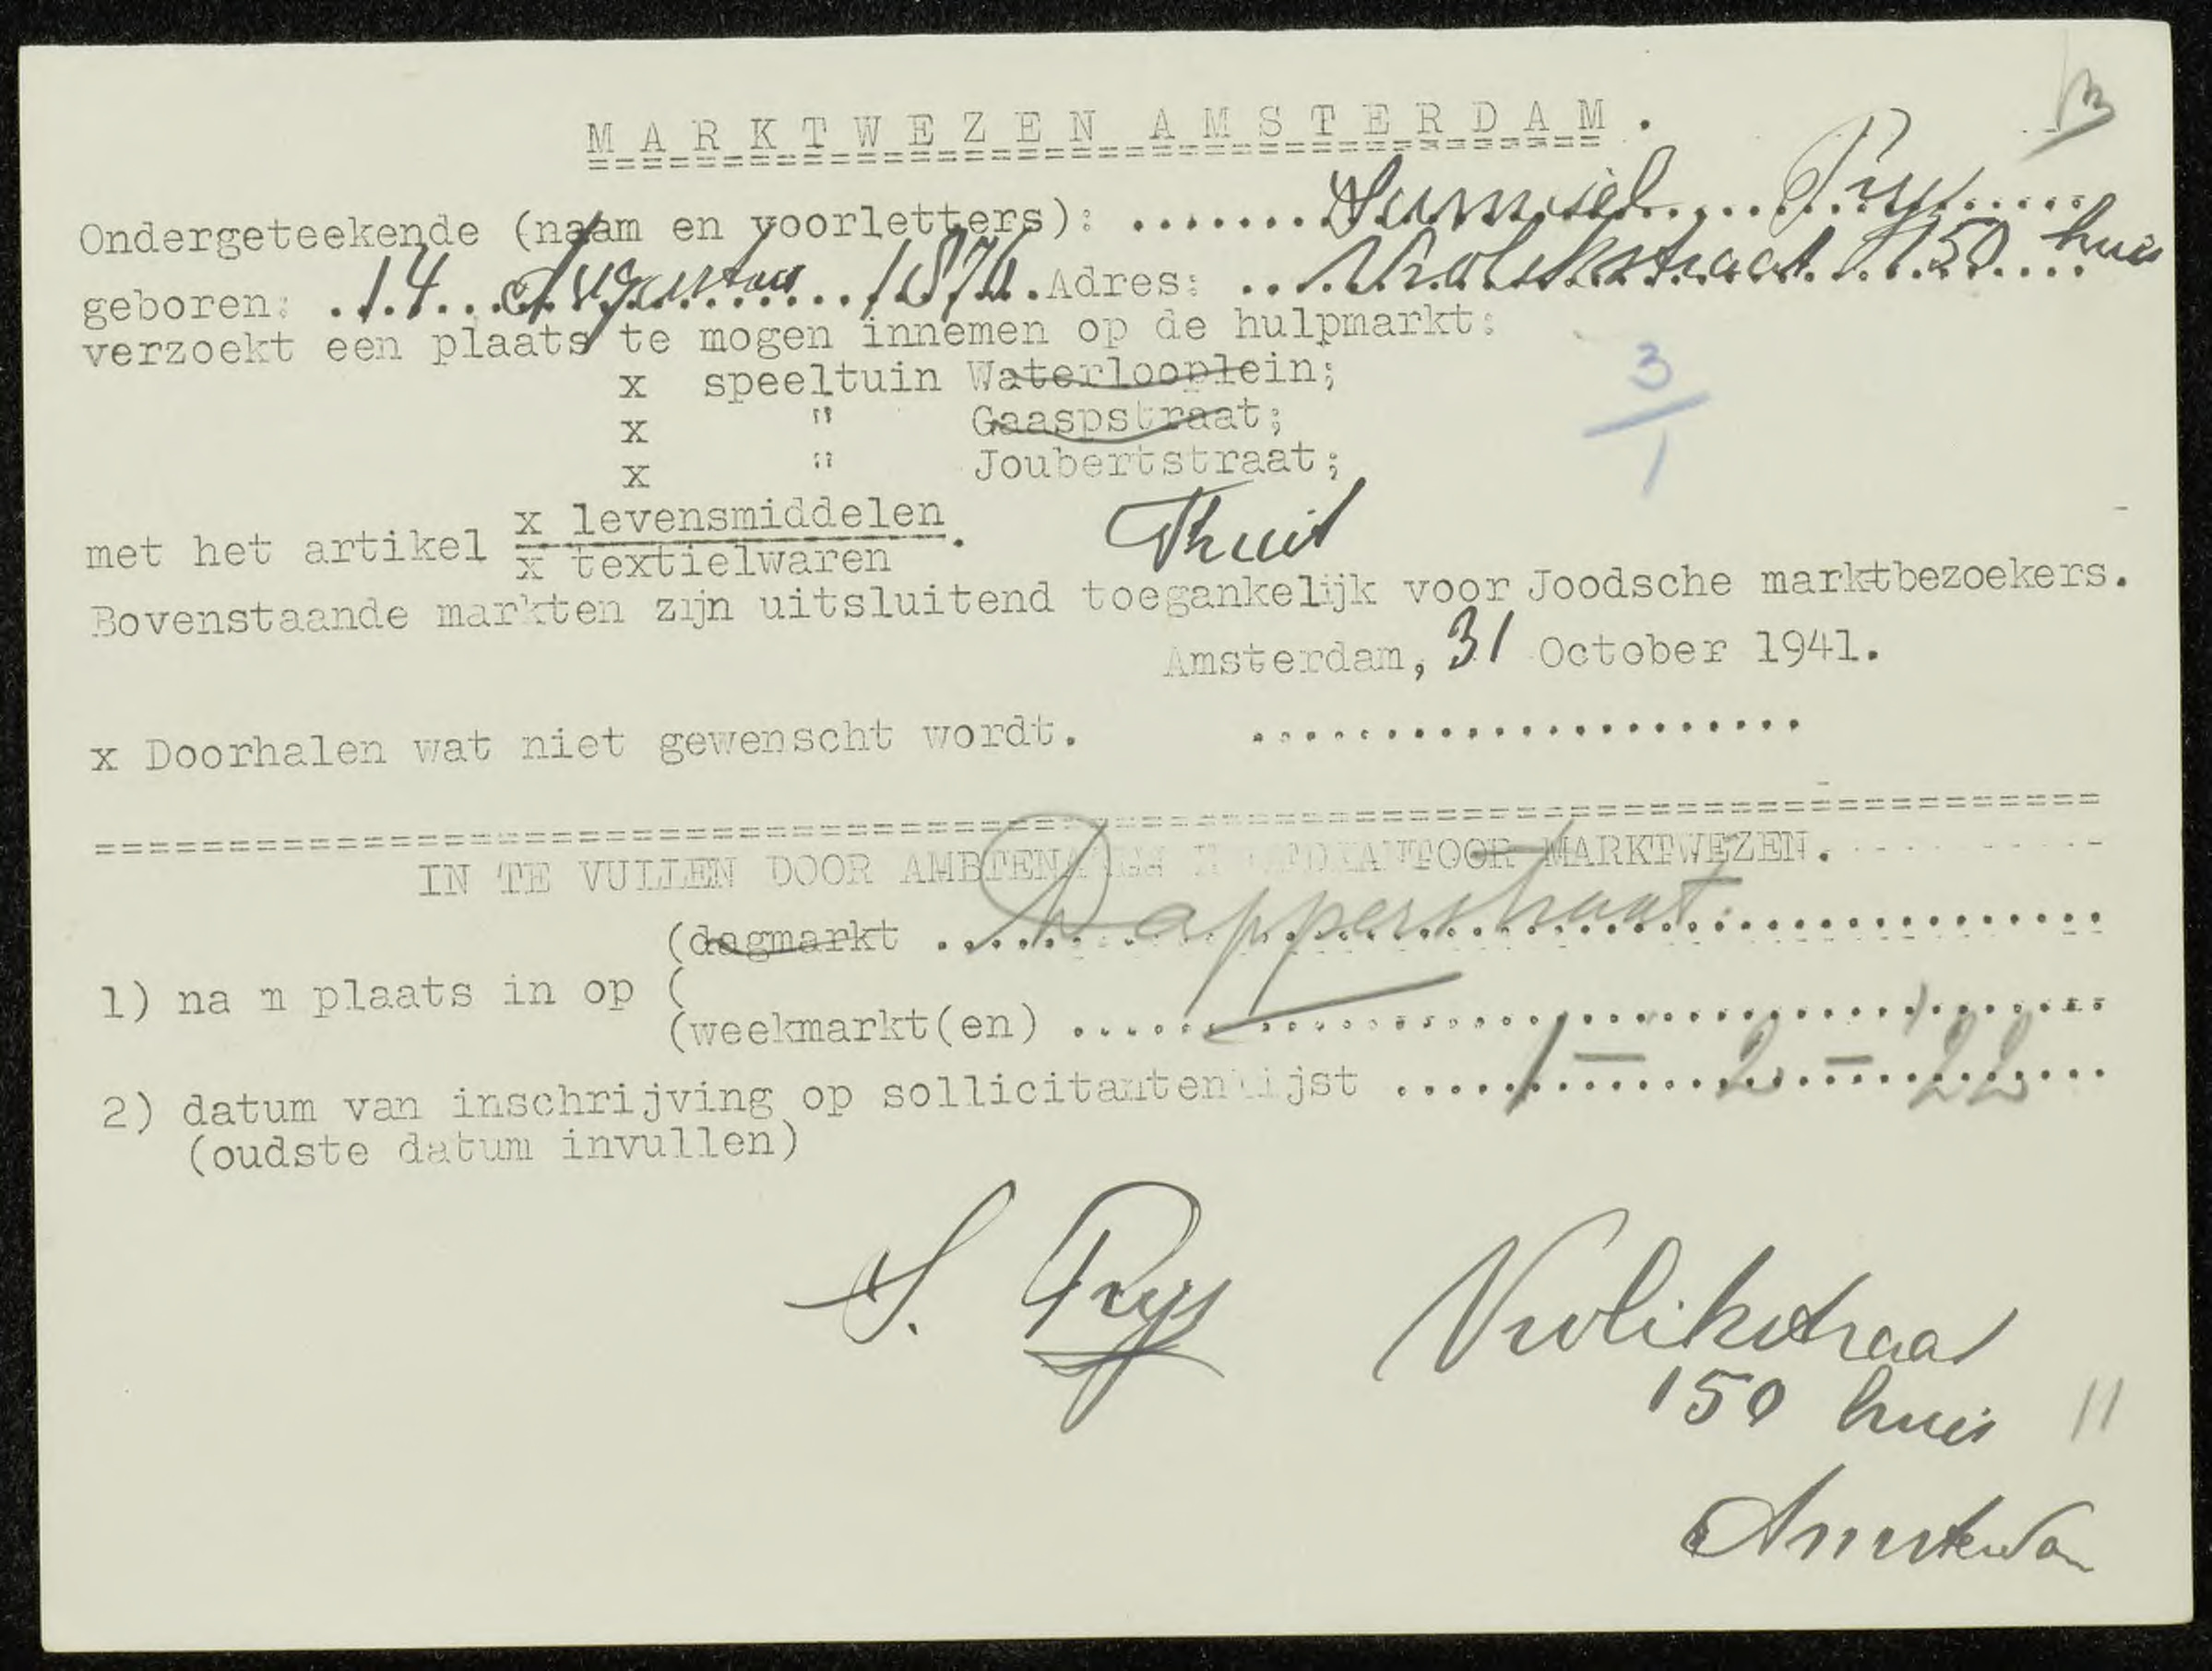 MARKTWEZEN AMSTERDAM.
Ondergeteekende (naam en voorletters): Samuel Prys
geboren: 14 Augustus 1876. Adres: Vrolikstraat 150 huis
verzoekt een plaats te mogen innemen op de hulpmarkt:
x speeltuin Waterlooplein;
x " Gaaspstraat;
x " Joubertstraat;
x levensmiddelen
met het artikel
x textielwaren.
Fruit
3/1
Bovenstaande markten zijn uitsluitend toegankelijk voor Joodsche marktbezoekers.
Amsterdam, 31 October 1941.
x Doorhalen wat niet gewenscht wordt. ....................
IN TE VULLEN DOOR AMBTENAREN HOOFDKANTOOR MARKTWEZEN.
(dagmarkt Dapperstraat
1) na m plaats in op (
(weekmarkt(en) ....................
2) datum van inschrijving op sollicitantenlijst 1 - 2 - '22
(oudste datum invullen)
S. Prys
Vrolikstraat
150 huis 11
Amsterdam